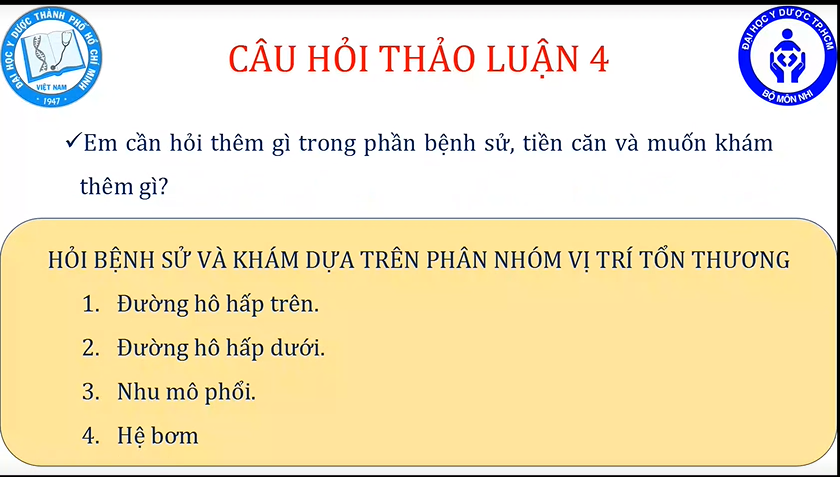 ĐẠI HỌC Y DƯỢC THÀNH PHỐ HỒ CHÍ MINH
VIỆT NAM
1947
CÂU HỎI THẢO LUẬN 4
ĐẠI HỌC Y DƯỢC TP.HCM
BỘ MÔN NHI
✓Em cần hỏi thêm gì trong phần bệnh sử, tiền căn và muốn khám
thêm gì?
HỎI BỆNH SỬ VÀ KHÁM DỰA TRÊN PHÂN NHÓM VỊ TRÍ TỔN THƯƠNG
1. Đường hô hấp trên.
2. Đường hô hấp dưới.
3. Nhu mô phổi.
4. Hệ bơm